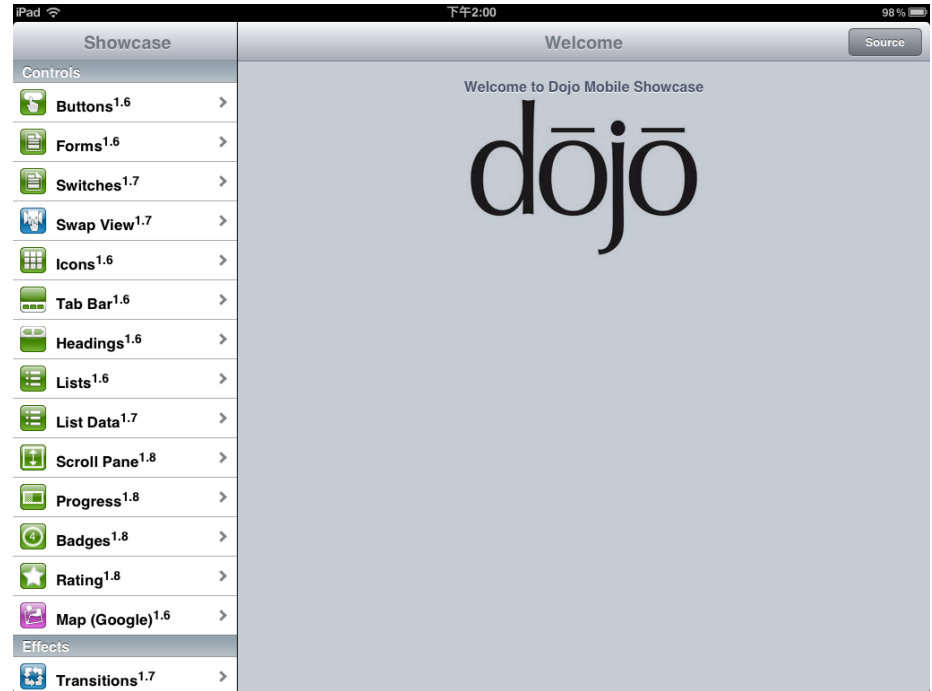 iPad 下午2:00 98%
Showcase
Welcome
Source
Controls
Buttons1.6
Forms1.6
Switches1.7
Swap View1.7
Icons1.6
Tab Bar1.6
Headings1.6
Lists1.6
List Data1.7
Scroll Pane1.8
Progress1.8
4
Badges1.8
Rating1.8
Map (Google)1.6
Effects
Transitions1.7
Welcome to Dojo Mobile Showcase
dōjō